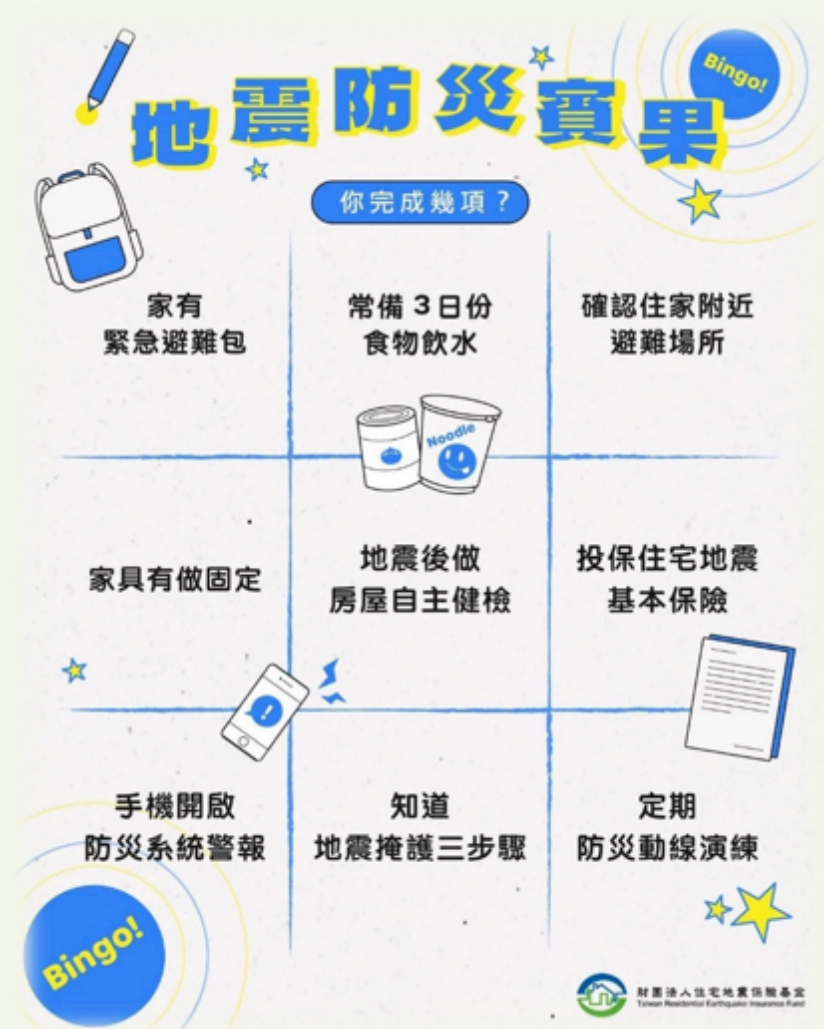 地震防災賓果
Bingo!
你完成幾項？
家有
緊急避難包
常備 3 日份
食物飲水
確認住家附近
避難場所
Noodle
家具有做固定
地震後做
房屋自主健檢
投保住宅地震
基本保險
!
手機開啟
防災系統警報
知道
地震掩護三步驟
定期
防災動線演練
Bingo!
財團法人住宅地震保險基金
Taiwan Residential Earthquake Insurance Fund